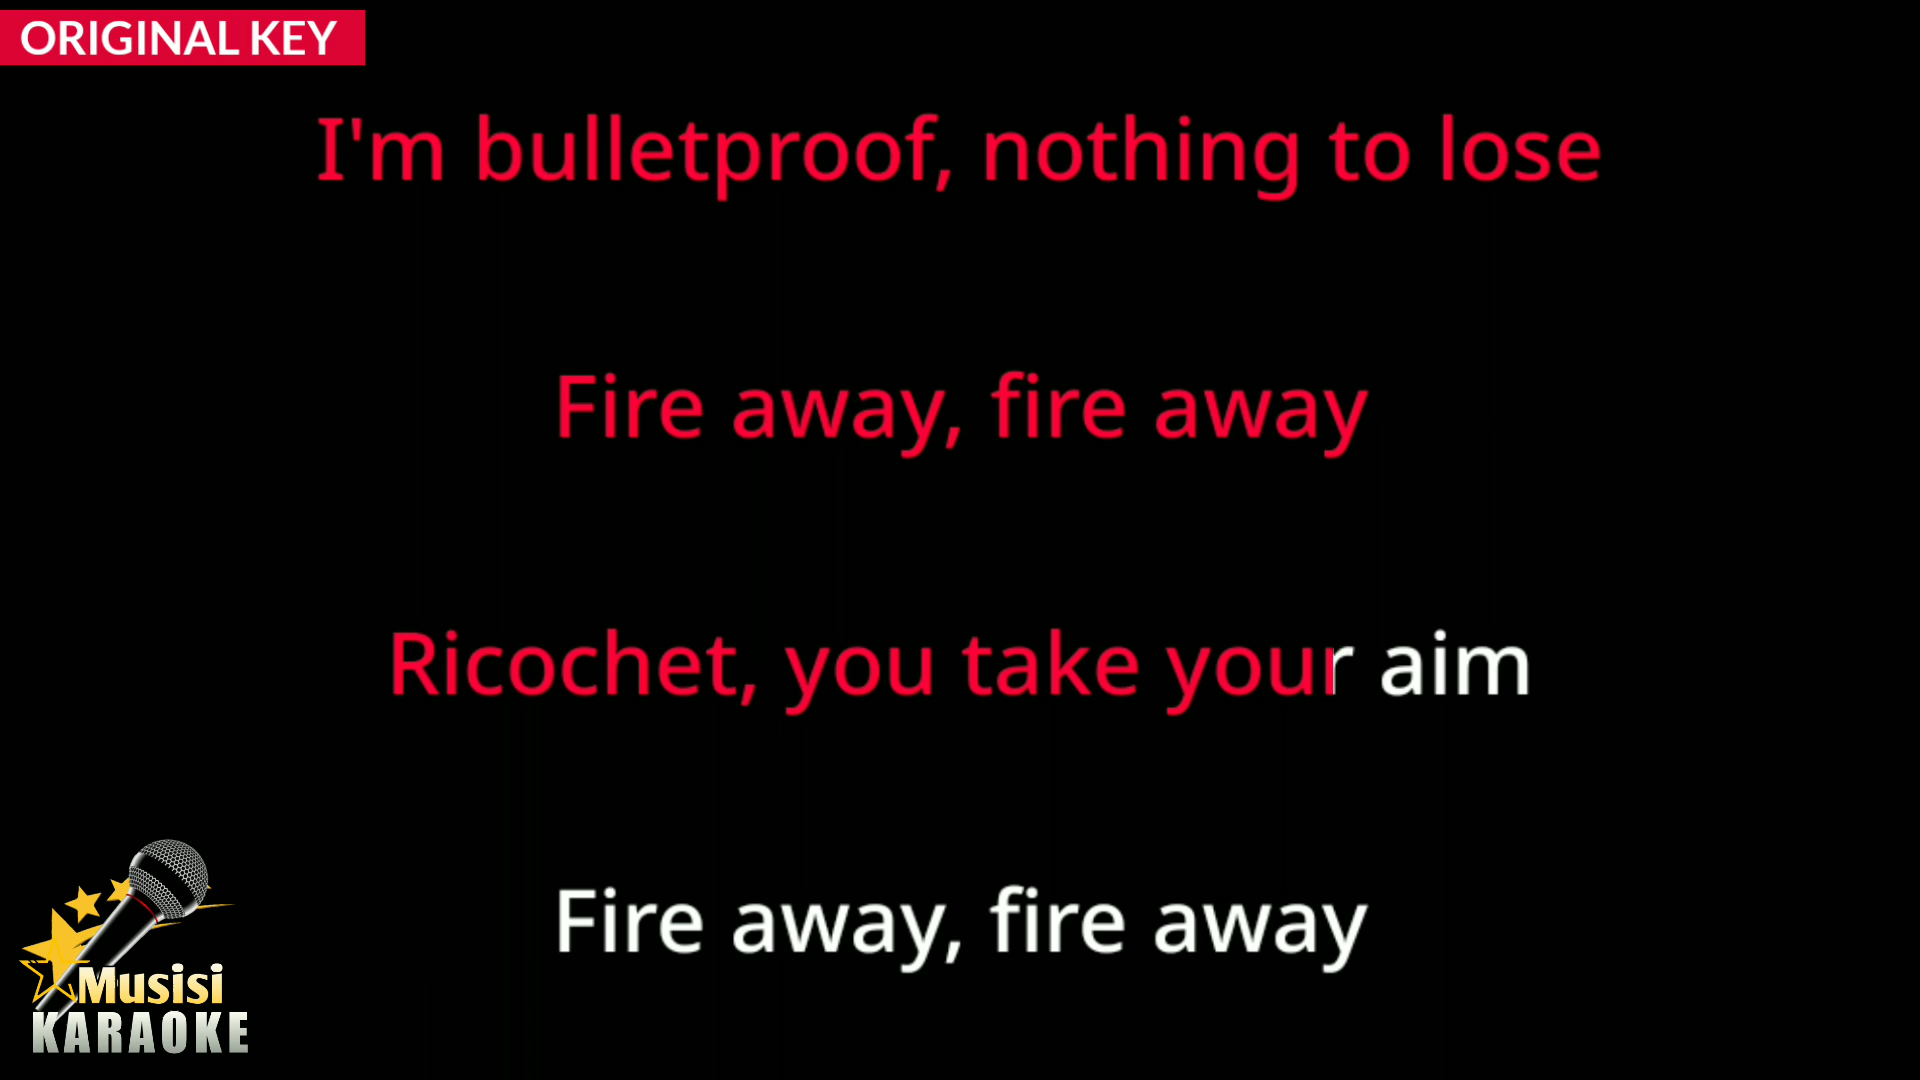 ORIGINAL KEY
I'm bulletproof, nothing to lose
Fire away, fire away
Ricochet, you take your aim
Fire away, fire away
Musisi
KARAOKE